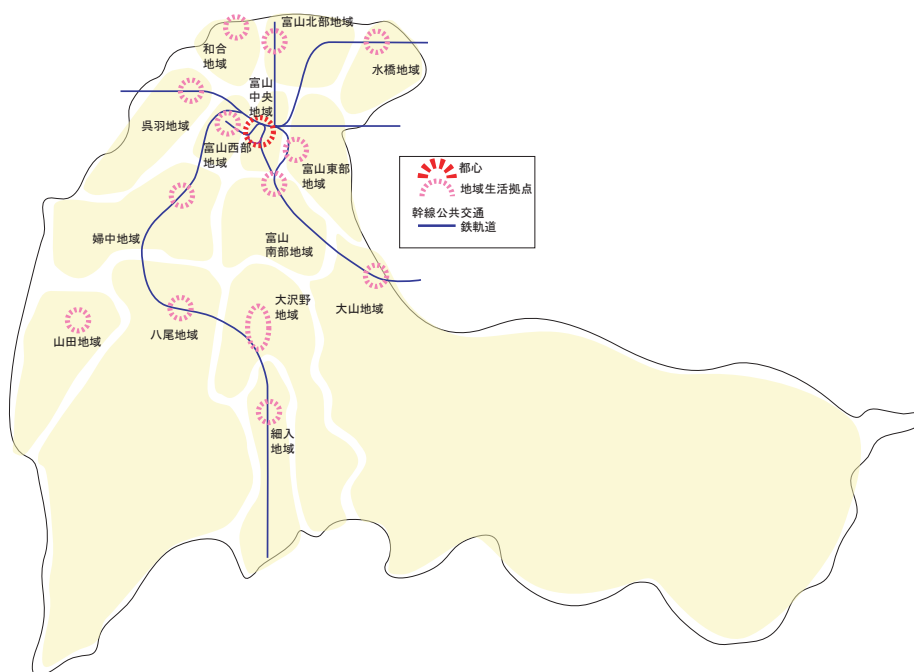 富山北部地域
和合
地域
水橋地域
富山
中央
地域
呉羽地域
富山西部
地域
富山東部
地域
都心
地域生活拠点
幹線公共交通
鉄軌道
婦中地域
富山
南部地域
大沢野
地域
大山地域
山田地域
八尾地域
細入
地域